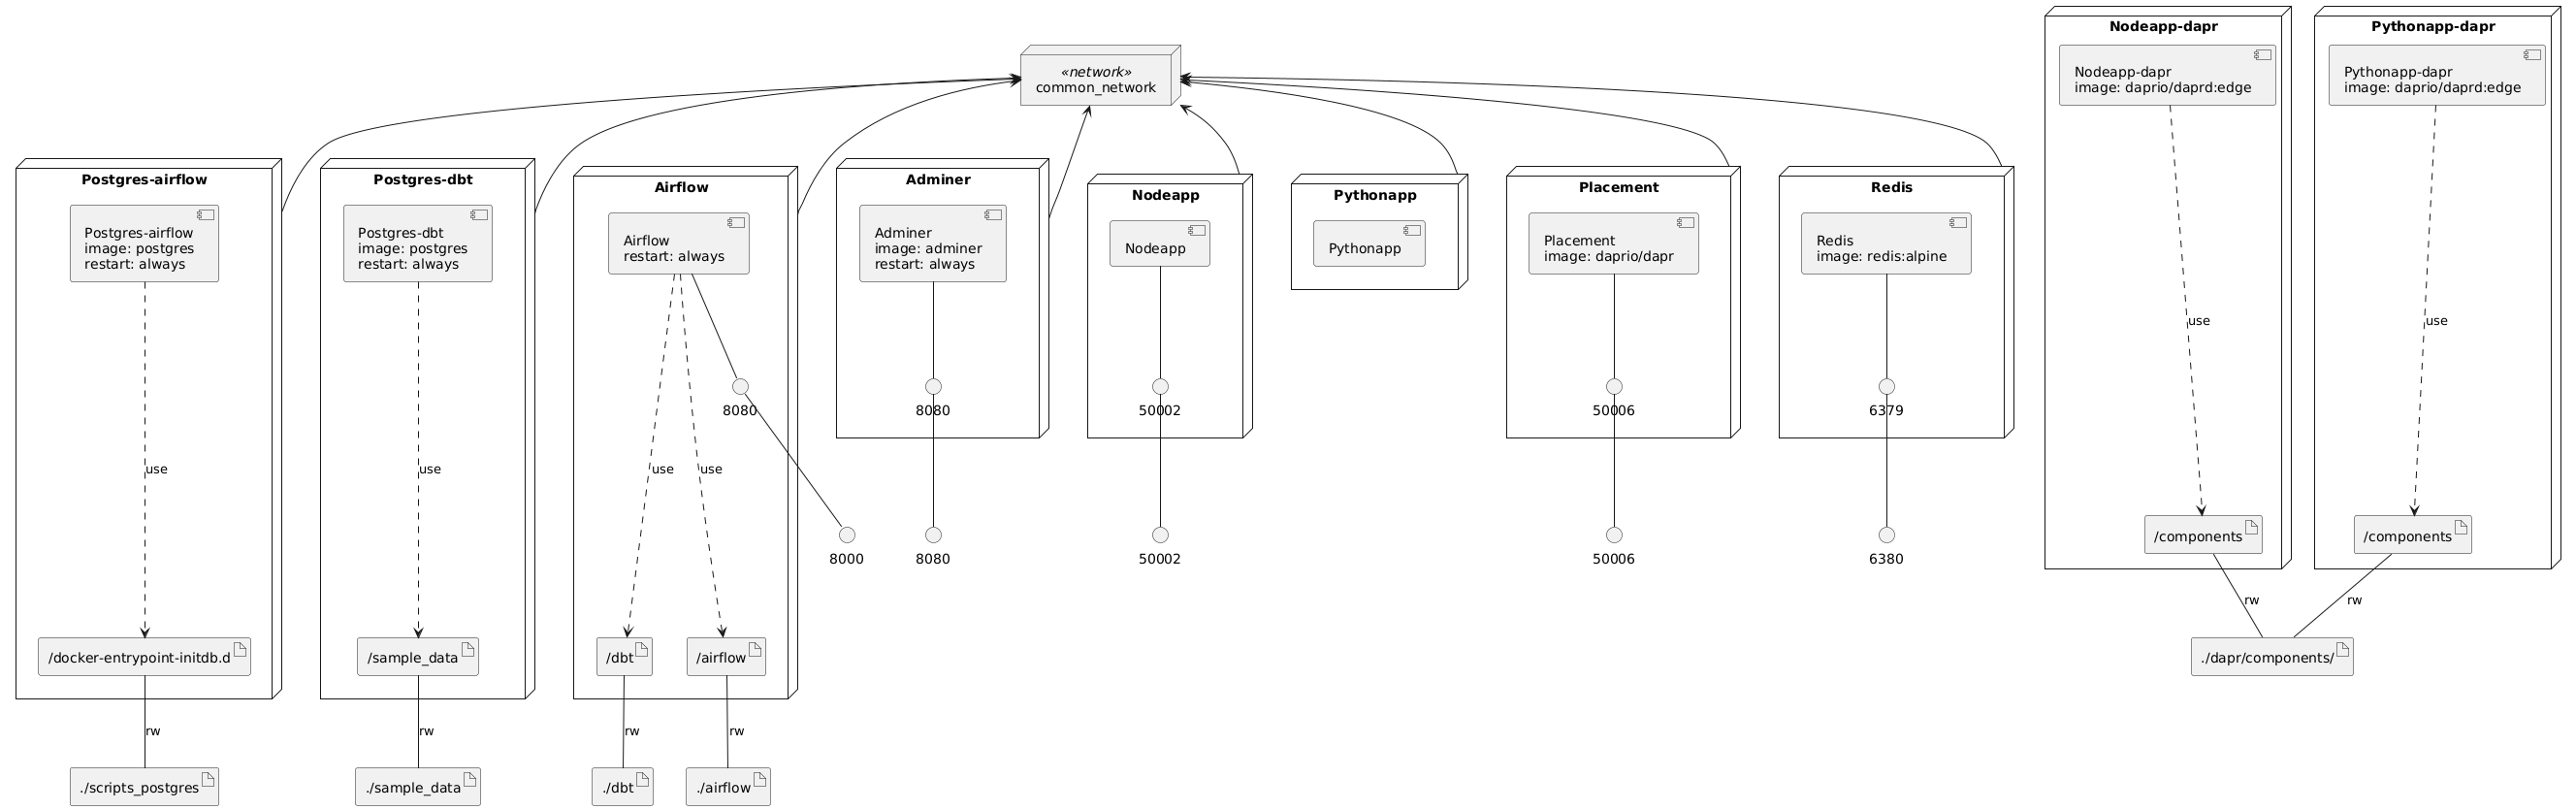 «network»
common_network
Postgres-airflow
Postgres-airflow
image: postgres
restart: always
use
/docker-entrypoint-initdb.d
rw
./scripts_postgres
Postgres-dbt
Postgres-dbt
image: postgres
restart: always
use
/sample_data
rw
./sample_data
Airflow
Airflow
restart: always
8080
use
use
8000
/dbt
/airflow
rw
rw
./dbt
./airflow
Adminer
Adminer
image: adminer
restart: always
8080
8080
Nodeapp
Nodeapp
50002
50002
Pythonapp
Pythonapp
Placement
Placement
image: daprio/dapr
50006
50006
Redis
Redis
image: redis:alpine
6379
6380
Nodeapp-dapr
Nodeapp-dapr
image: daprio/daprd:edge
use
/components
rw
Pythonapp-dapr
Pythonapp-dapr
image: daprio/daprd:edge
use
/components
rw
./dapr/components/